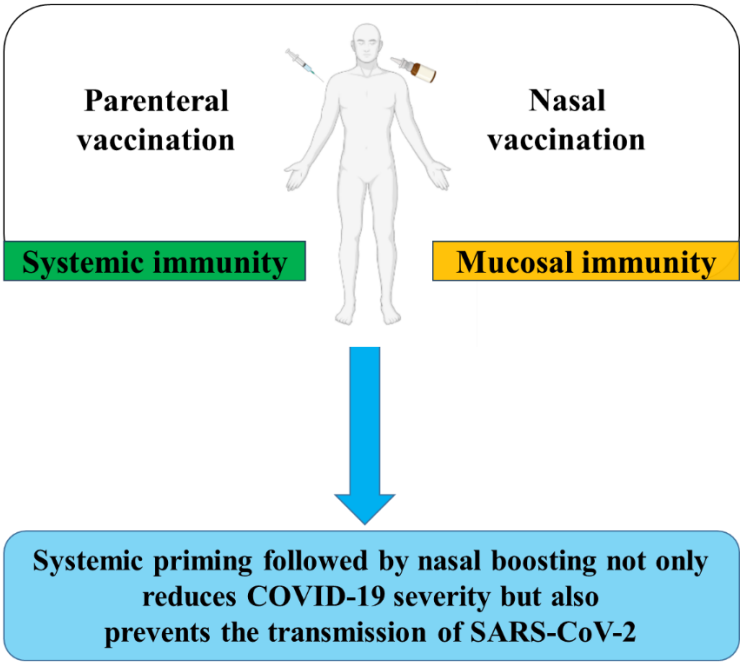 Parenteral
vaccination
Nasal
vaccination
Systemic immunity
Mucosal immunity
Systemic priming followed by nasal boosting not only
reduces COVID-19 severity but also
prevents the transmission of SARS-CoV-2